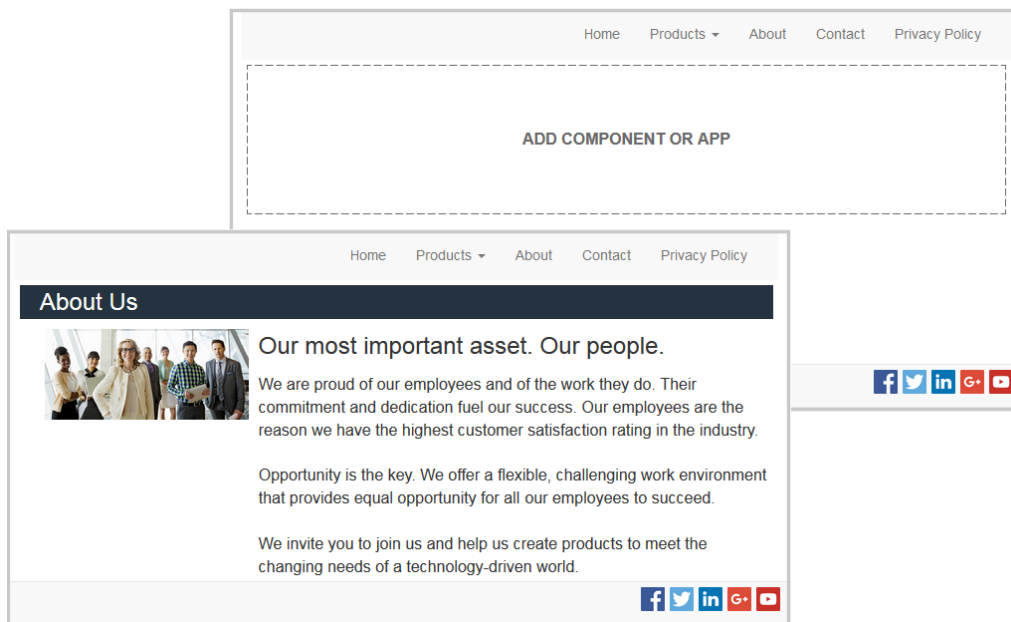 Home Products About Contact Privacy Policy
ADD COMPONENT OR APP
Home Products About Contact Privacy Policy
About Us
Our most important asset. Our people.
We are proud of our employees and of the work they do. Their
commitment and dedication fuel our success. Our employees are the
reason we have the highest customer satisfaction rating in the industry.
Opportunity is the key. We offer a flexible, challenging work environment
that provides equal opportunity for all our employees to succeed.
We invite you to join us and help us create products to meet the
changing needs of a technology-driven world.
f in G+
f in G+